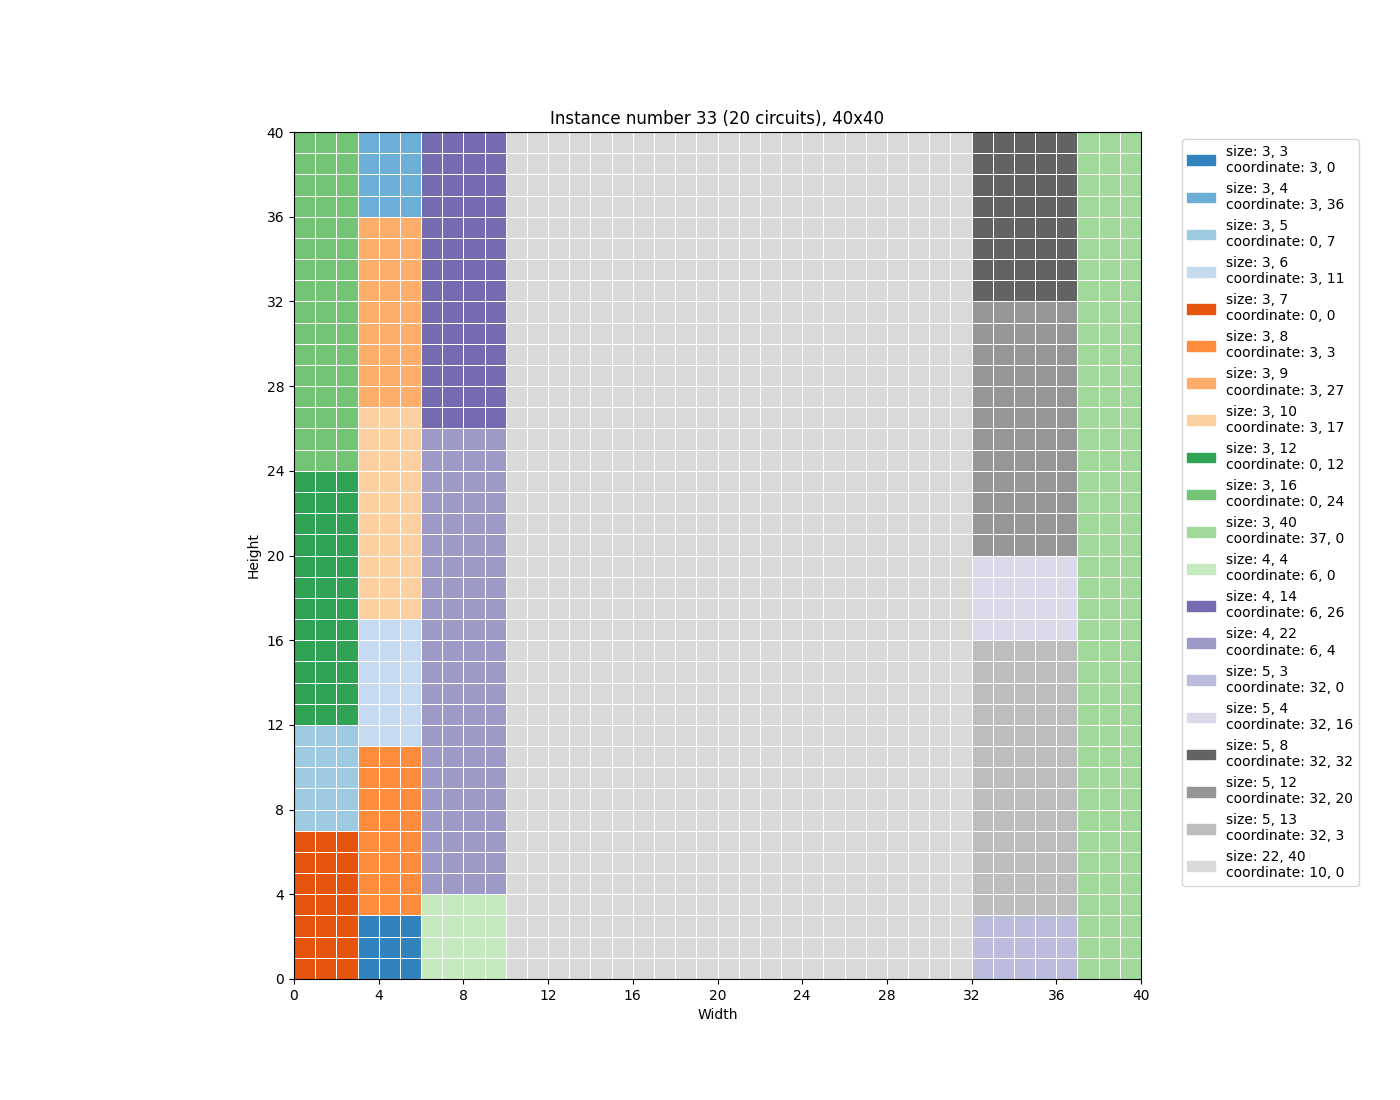 Instance number 33 (20 circuits), 40x40
40
36
32
28
24
20
16
12
8
4
0
Height
0 4 8 12 16 20 24 28 32 36 40
Width
size: 3, 3
coordinate: 3, 0
size: 3, 4
coordinate: 3, 36
size: 3, 5
coordinate: 0, 7
size: 3, 6
coordinate: 3, 11
size: 3, 7
coordinate: 0, 0
size: 3, 8
coordinate: 3, 3
size: 3, 9
coordinate: 3, 27
size: 3, 10
coordinate: 3, 17
size: 3, 12
coordinate: 0, 12
size: 3, 16
coordinate: 0, 24
size: 3, 40
coordinate: 37, 0
size: 4, 4
coordinate: 6, 0
size: 4, 14
coordinate: 6, 26
size: 4, 22
coordinate: 6, 4
size: 5, 3
coordinate: 32, 0
size: 5, 4
coordinate: 32, 16
size: 5, 8
coordinate: 32, 32
size: 5, 12
coordinate: 32, 20
size: 5, 13
coordinate: 32, 3
size: 22, 40
coordinate: 10, 0